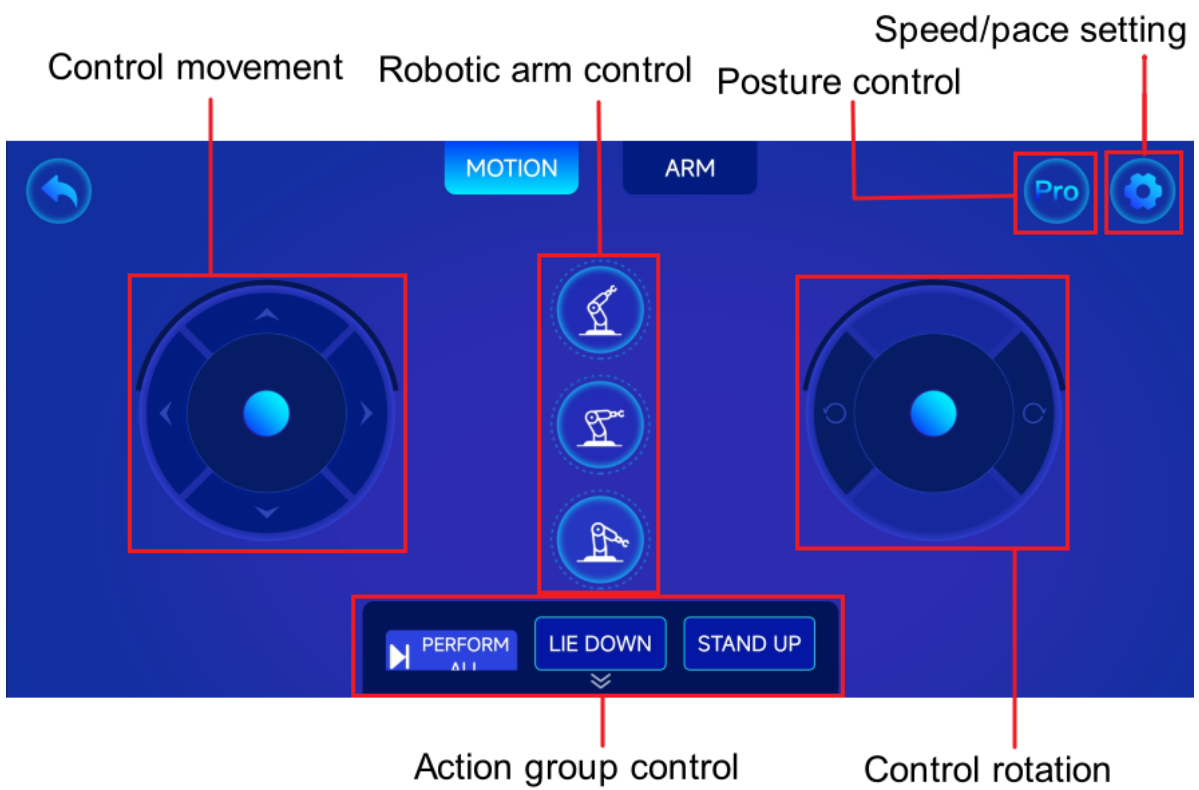 Speed/pace setting
Control movement
Robotic arm control
Posture control
MOTION
ARM
Pro
PERFORM
ALL
LIE DOWN
STAND UP
Action group control
Control rotation